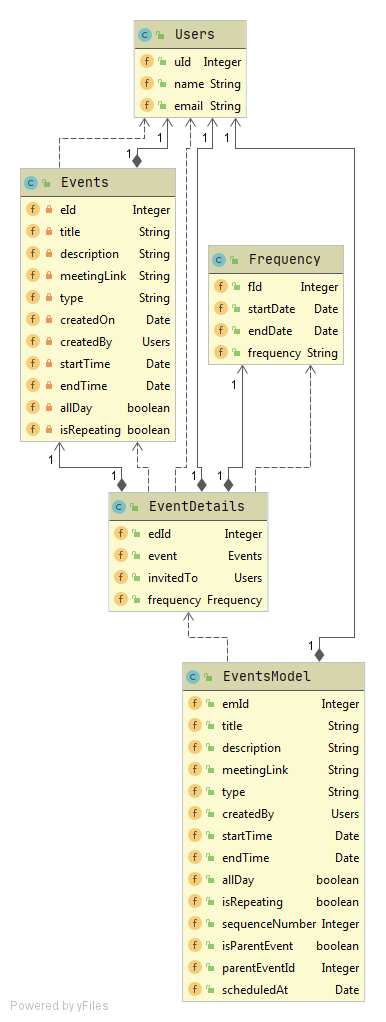 Users
uId Integer
name String
email String
1 1 1
1
Events
eId Integer
title String
description String
meetingLink String
type String
createdOn Date
createdBy Users
startTime Date
endTime Date
allDay boolean
isRepeating boolean
Frequency
fId Integer
startDate Date
endDate Date
frequency String
1
1
1 1 1
EventDetails
edId Integer
event Events
invitedTo Users
frequency Frequency
1
EventsModel
emId Integer
title String
description String
meetingLink String
type String
createdBy Users
startTime Date
endTime Date
allDay boolean
isRepeating boolean
sequenceNumber Integer
isParentEvent boolean
parentEventId Integer
scheduledAt Date
Powered by yFiles